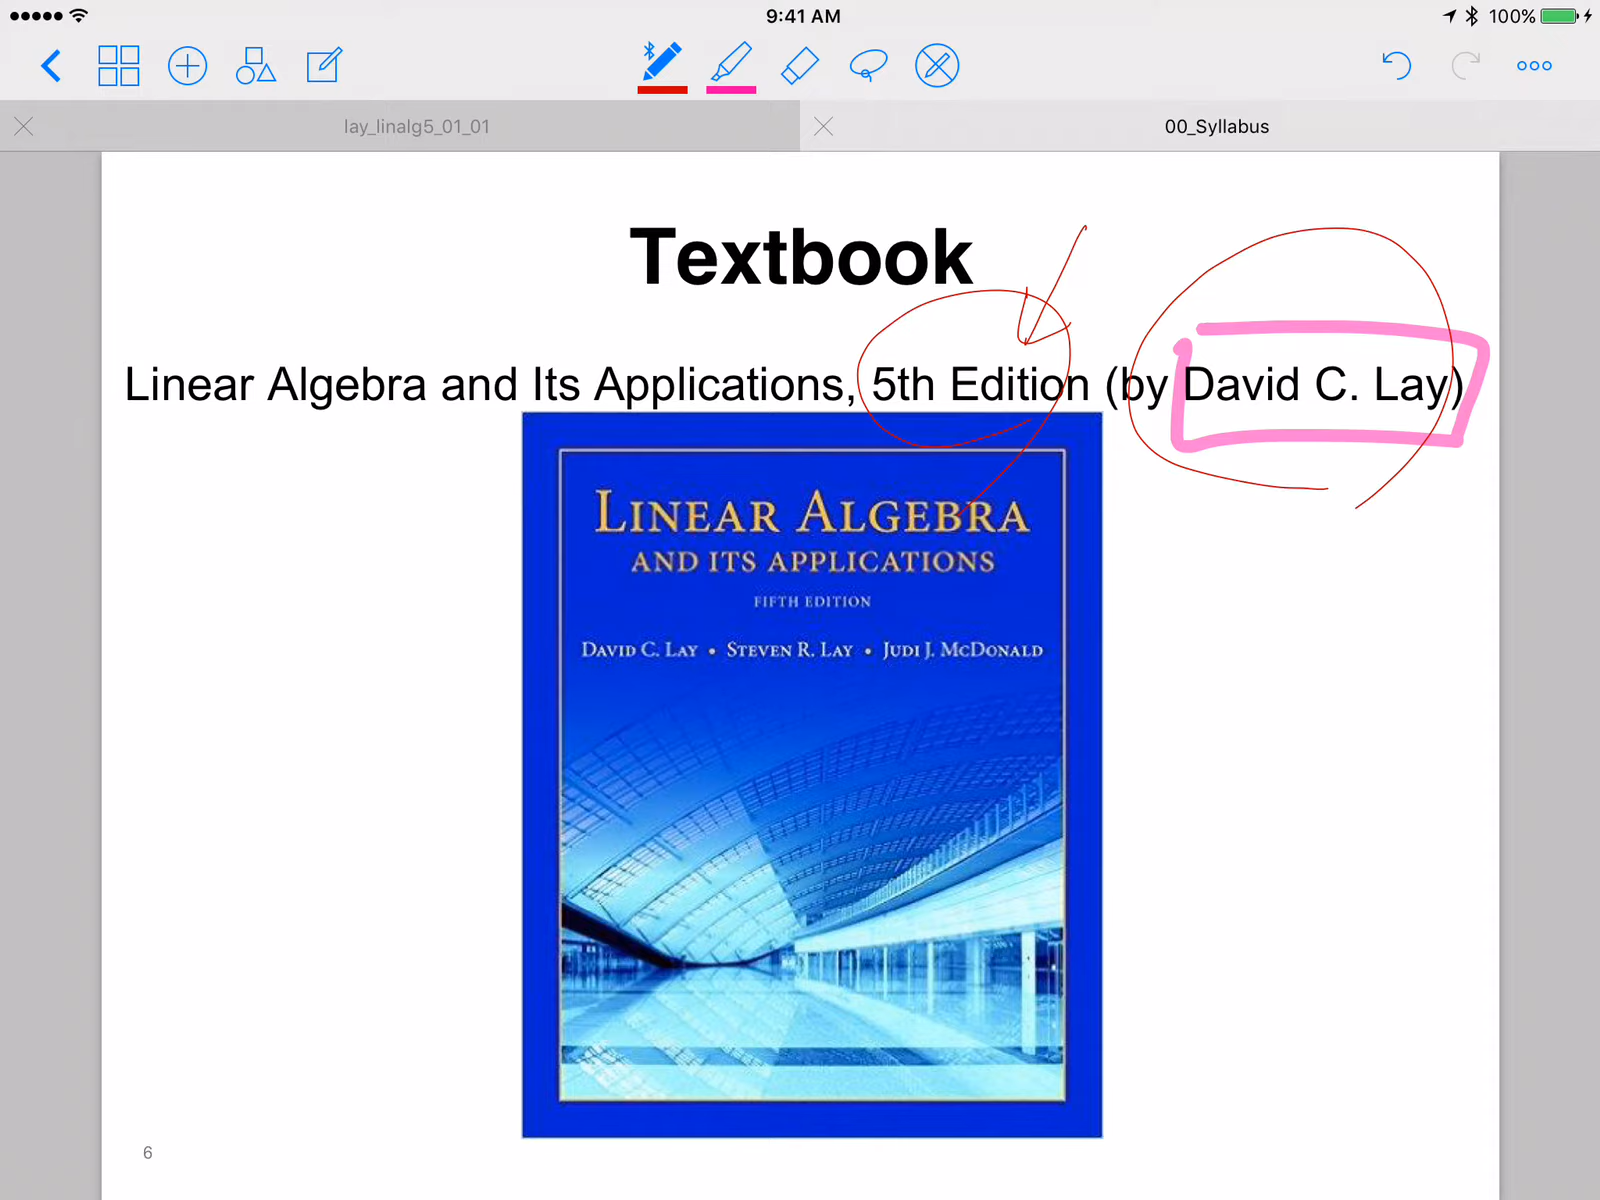 9:41 AM
100%
lay_linalg5_01_01
00_Syllabus
Textbook
Linear Algebra and Its Applications, 5th Edition (by David C. Lay)
LINEAR ALGEBRA
AND ITS APPLICATIONS
FIFTH EDITION
DAVID C. LAY • STEVEN R. LAY • JUDI J. MCDONALD
6